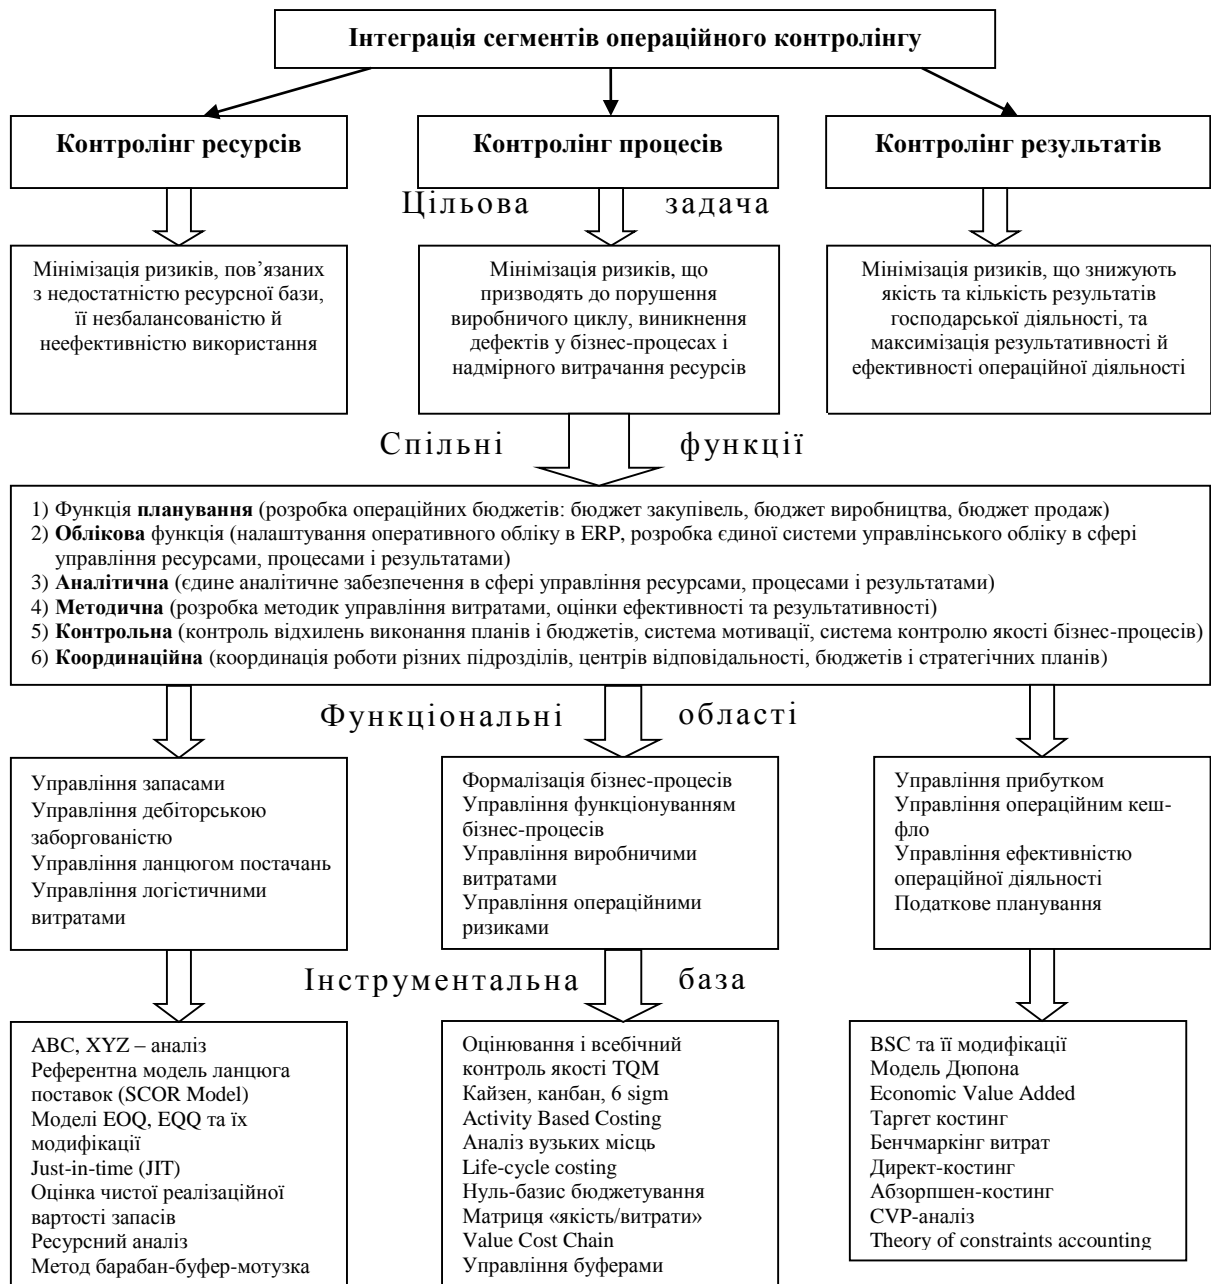 Інтеграція сегментів операційного контролінгу
Контролінг ресурсів
Контролінг процесів
Контролінг результатів
Цільова задача
Мінімізація ризиків, пов’язаних
з недостатністю ресурсної бази,
її незбалансованістю й
неефективністю використання
Мінімізація ризиків, що
призводять до порушення
виробничого циклу, виникнення
дефектів у бізнес-процесах і
надмірного витрачання ресурсів
Мінімізація ризиків, що знижують
якість та кількість результатів
господарської діяльності, та
максимізація результативності й
ефективності операційної діяльності
Спільні функції
1) Функція планування (розробка операційних бюджетів: бюджет закупівель, бюджет виробництва, бюджет продаж)
2) Облікова функція (налаштування оперативного обліку в ERP, розробка єдиної системи управлінського обліку в сфері
управління ресурсами, процесами і результатами)
3) Аналітична (єдине аналітичне забезпечення в сфері управління ресурсами, процесами і результатами)
4) Методична (розробка методик управління витратами, оцінки ефективності та результативності)
5) Контрольна (контроль відхилень виконання планів і бюджетів, система мотивації, система контролю якості бізнес-процесів)
6) Координаційна (координація роботи різних підрозділів, центрів відповідальності, бюджетів і стратегічних планів)
Функціональні області
Управління запасами
Управління дебіторською
заборгованістю
Управління ланцюгом постачань
Управління логістичними
витратами
Формалізація бізнес-процесів
Управління функціонуванням
бізнес-процесів
Управління виробничими
витратами
Управління операційними
ризиками
Управління прибутком
Управління операційним кеш-
фло
Управління ефективністю
операційної діяльності
Податкове планування
Інструментальна база
ABC, XYZ – аналіз
Референтна модель ланцюга
поставок (SCOR Model)
Моделі EOQ, EQQ та їх
модифікації
Just-in-time (JIT)
Оцінка чистої реалізаційної
вартості запасів
Ресурсний аналіз
Метод барабан-буфер-мотузка
Оцінювання і всебічний
контроль якості TQM
Кайзен, канбан, 6 sigm
Activity Based Costing
Аналіз вузьких місць
Life-cycle costing
Нуль-базис бюджетування
Матриця «якість/витрати»
Value Cost Chain
Управління буферами
BSC та її модифікації
Модель Дюпона
Economic Value Added
Таргет костинг
Бенчмаркінг витрат
Директ-костинг
Абзорпшен-костинг
CVP-аналіз
Theory of constraints accounting